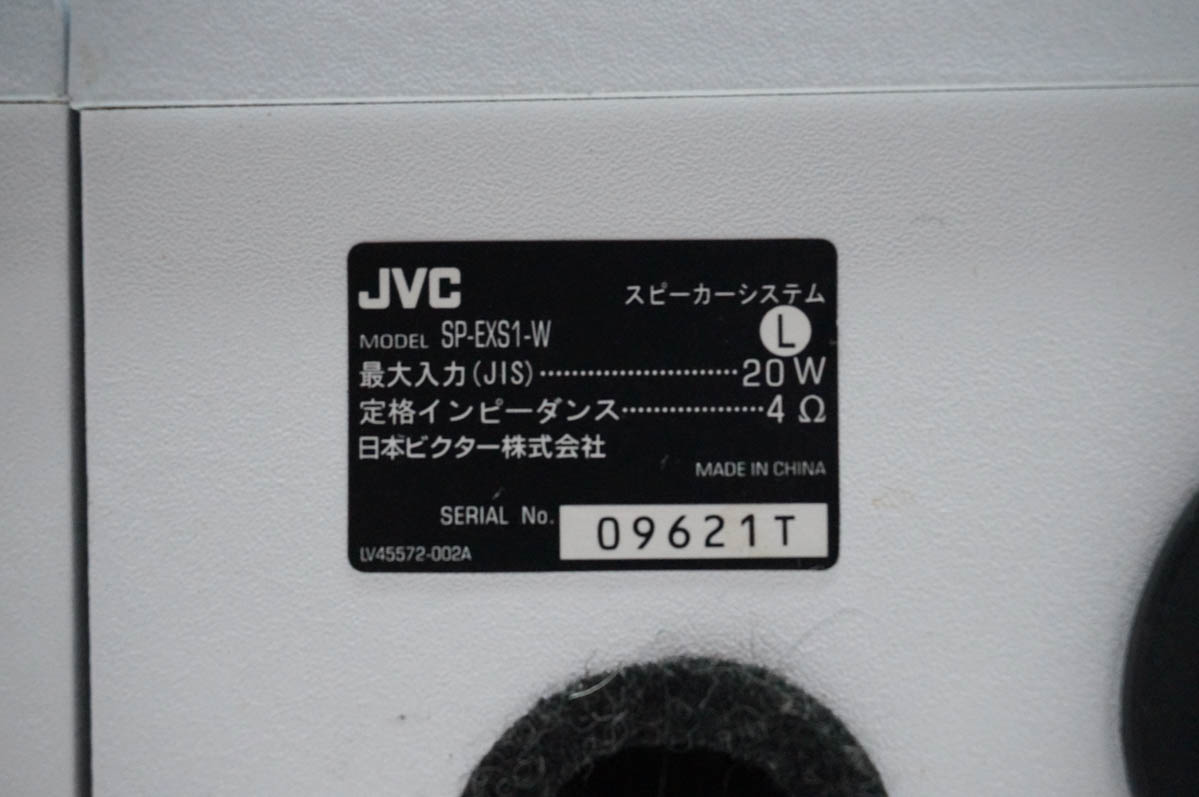 JVC
スピーカーシステム
MODEL SP-EXS1-W
L
最大入力(JIS)························20W
定格インピーダンス··················4Ω
日本ビクター株式会社
MADE IN CHINA
SERIAL No. 09621T
LV45572-002A